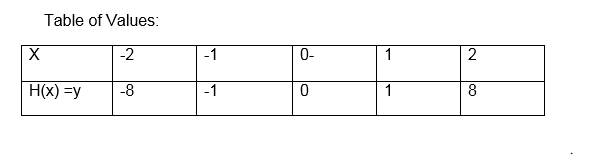 Table of Values:
X -2 -1 0- 1 2
H(x) =y -8 -1 0 1 8